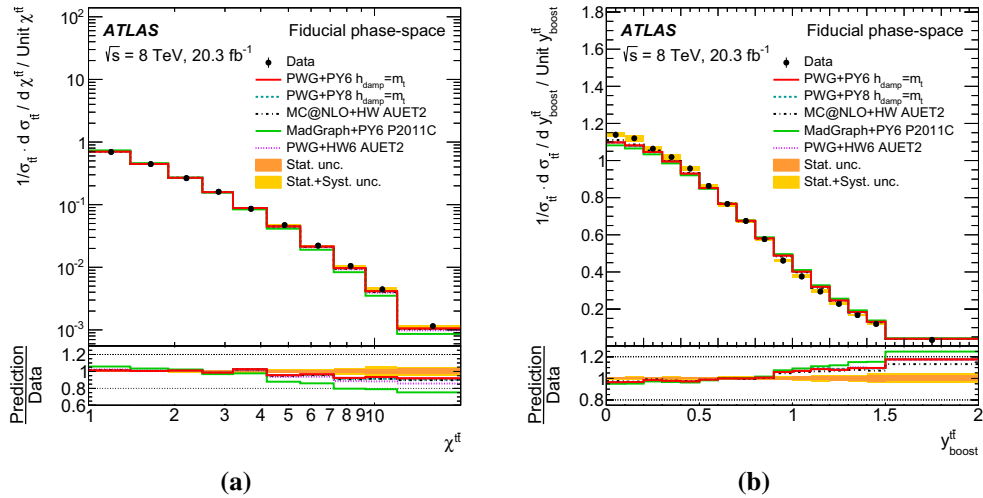 ATLAS Fiducial phase-space
√s = 8 TeV, 20.3 fb⁻¹
Data
PWG+PY6 h_damp=m_t
PWG+PY8 h_damp=m_t
MC@NLO+HW AUET2
MadGraph+PY6 P2011C
PWG+HW6 AUET2
Stat. unc.
Stat.+Syst. unc.
1/σ_tt̄ · d σ_tt̄ / d χ^tt̄ / Unit χ^tt̄
10²
10
1
10⁻¹
10⁻²
10⁻³
Prediction
Data
1.2
1
0.8
0.6
1 2 3 4 5 6 7 8 9 10
χ^tt̄
(a)
ATLAS Fiducial phase-space
√s = 8 TeV, 20.3 fb⁻¹
Data
PWG+PY6 h_damp=m_t
PWG+PY8 h_damp=m_t
MC@NLO+HW AUET2
MadGraph+PY6 P2011C
PWG+HW6 AUET2
Stat. unc.
Stat.+Syst. unc.
1/σ_tt̄ · d σ_tt̄ / d y_boost^tt̄ / Unit y_boost^tt̄
1.8
1.6
1.4
1.2
1.0
0.8
0.6
0.4
0.2
Prediction
Data
1.2
1.0
0.8
0 0.5 1 1.5 2
y_boost^tt̄
(b)